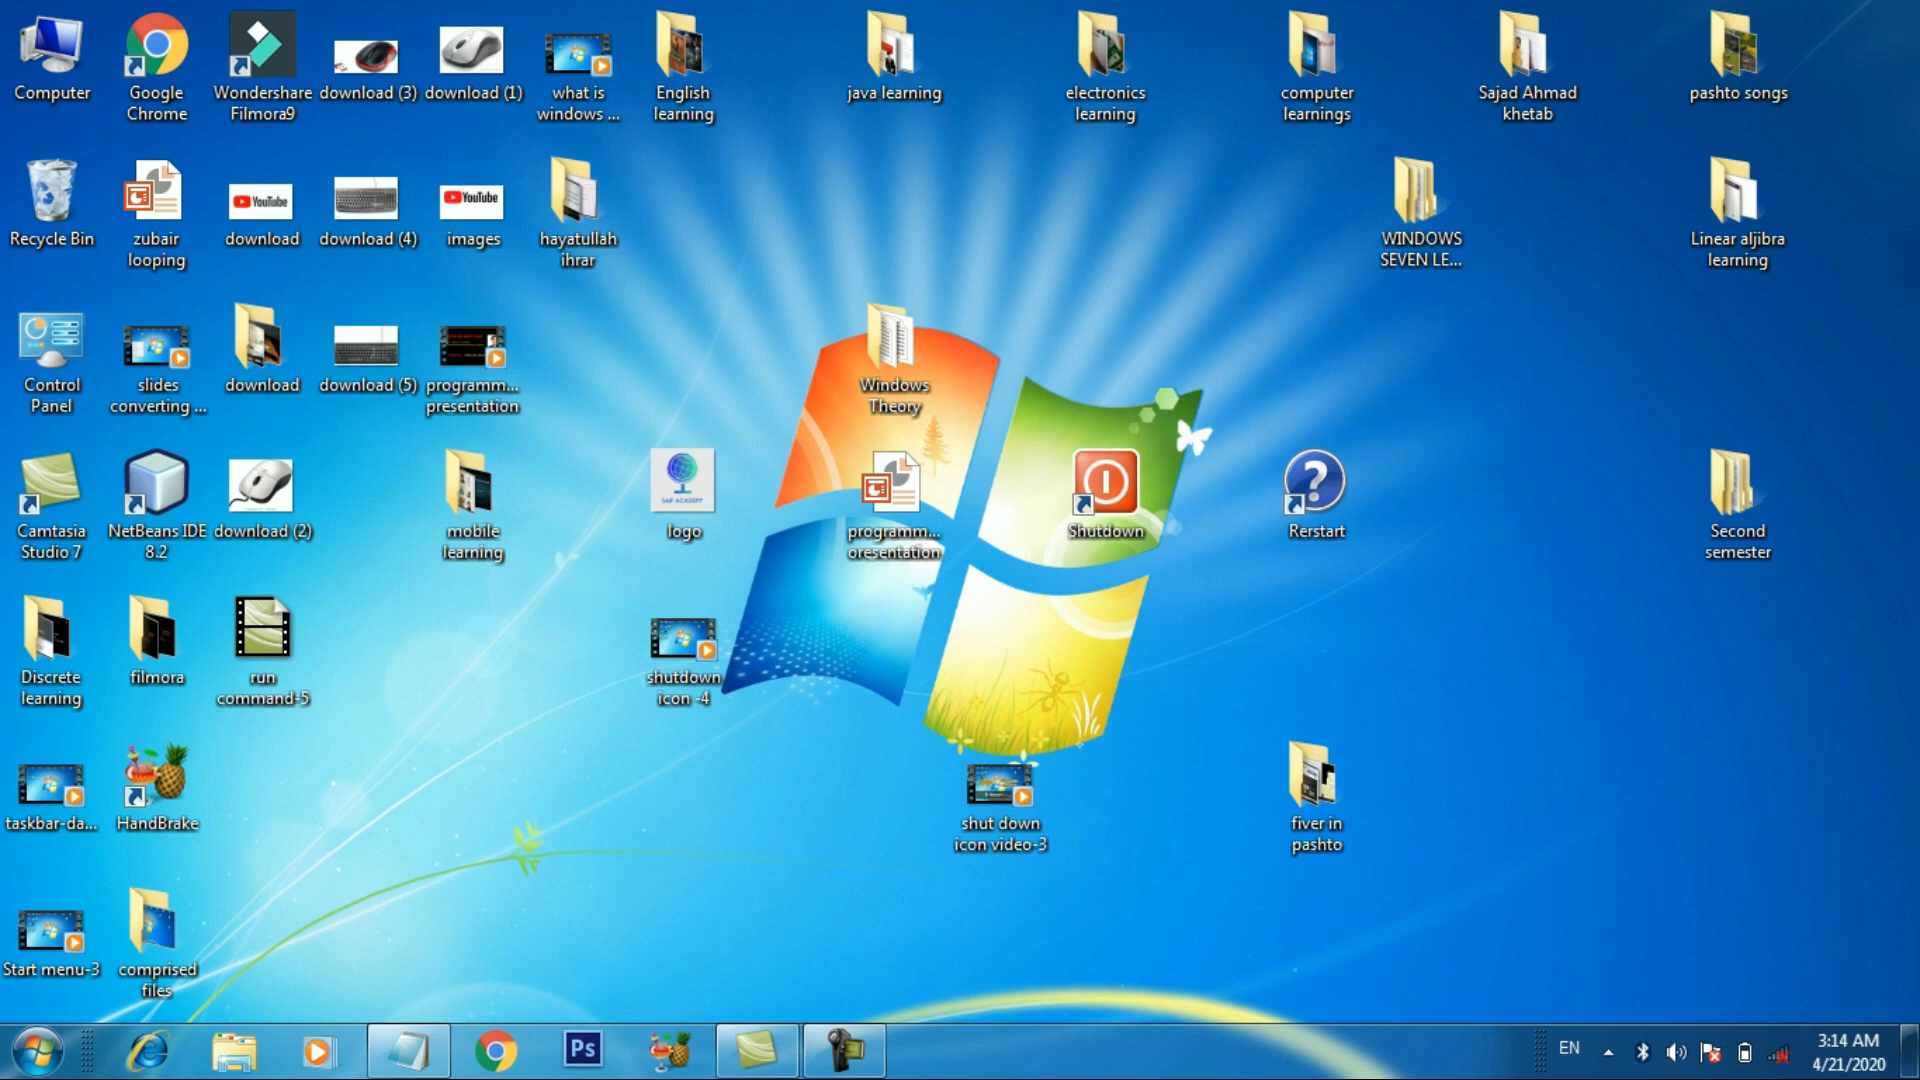 Computer
Google
Chrome
Wondershare
Filmora9
download (3)
download (1)
what is
windows ...
English
learning
java learning
electronics
learning
computer
learnings
Sajad Ahmad
khetab
pashto songs
Recycle Bin
zubair
looping
YouTube
download
download (4)
YouTube
images
hayatullah
ihrar
WINDOWS
SEVEN LE...
Linear aljibra
learning
Control
Panel
slides
converting ...
download
download (5)
programm...
presentation
Windows
Theory
Camtasia
Studio 7
NetBeans IDE
8.2
download (2)
mobile
learning
SAIF ACADEMY
logo
programm...
presentation
Shutdown
Rerstart
Second
semester
Discrete
learning
filmora
run
command-5
shutdown
icon -4
taskbar-da...
HandBrake
shut down
icon video-3
fiver in
pashto
Start menu-3
comprised
files
Ps
EN
3:14 AM
4/21/2020